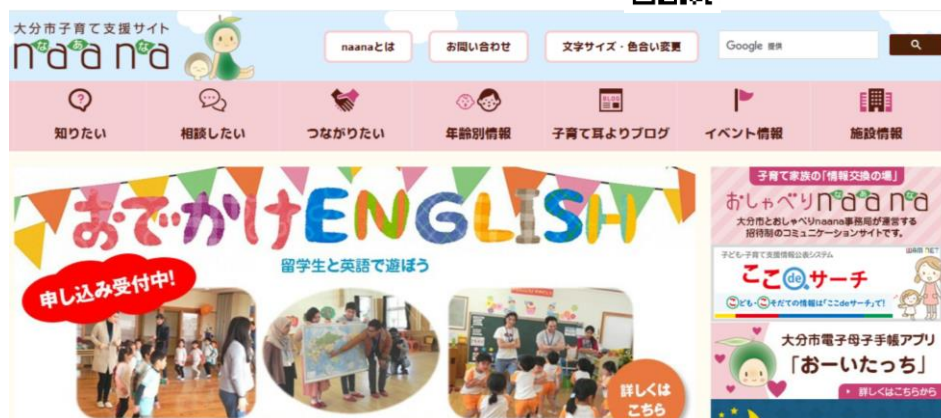 大分市子育て支援サイト
naana
なあな
naanaとは
お問い合わせ
文字サイズ・色合い変更
Google 提供
知りたい
相談したい
つながりたい
年齢別情報
BLOG
子育て耳よりブログ
イベント情報
施設情報
おでかけENGLISH
留学生と英語で遊ぼう
申し込み受付中!
詳しくは
こちら
子育て家族の「情報交換の場」
おしゃべりnaana
なあな
大分市とおしゃべりnaana事務局が運営する
招待制のコミュニケーションサイトです。
子ども・子育て支援情報公表システム
WAM NET
ここdeサーチ
こども・こそだての情報は「ここdeサーチ」で!
大分市電子母子手帳アプリ
「おーいたっち」
詳しくはこちらから